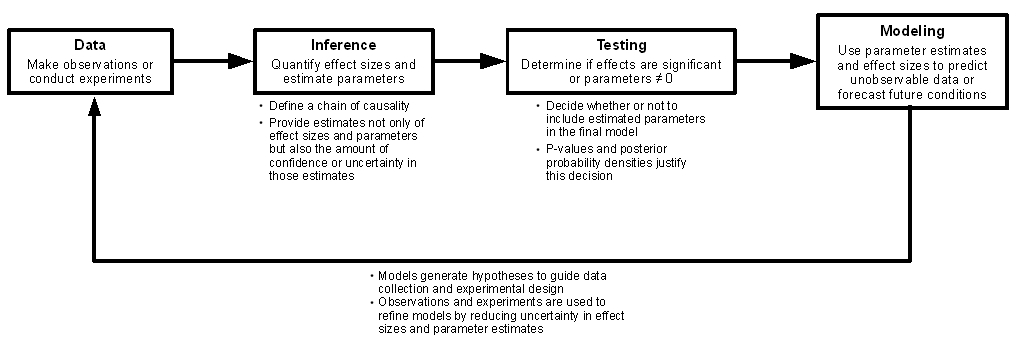 Data
Make observations or
conduct experiments
Inference
Quantify effect sizes and
estimate parameters
• Define a chain of causality
• Provide estimates not only of
effect sizes and parameters
but also the amount of
confidence or uncertainty in
those estimates
Testing
Determine if effects are significant
or parameters ≠ 0
• Decide whether or not to
include estimated parameters
in the final model
• P-values and posterior
probability densities justify
this decision
Modeling
Use parameter estimates
and effect sizes to predict
unobservable data or
forecast future conditions
• Models generate hypotheses to guide data
collection and experimental design
• Observations and experiments are used to
refine models by reducing uncertainty in effect
sizes and parameter estimates